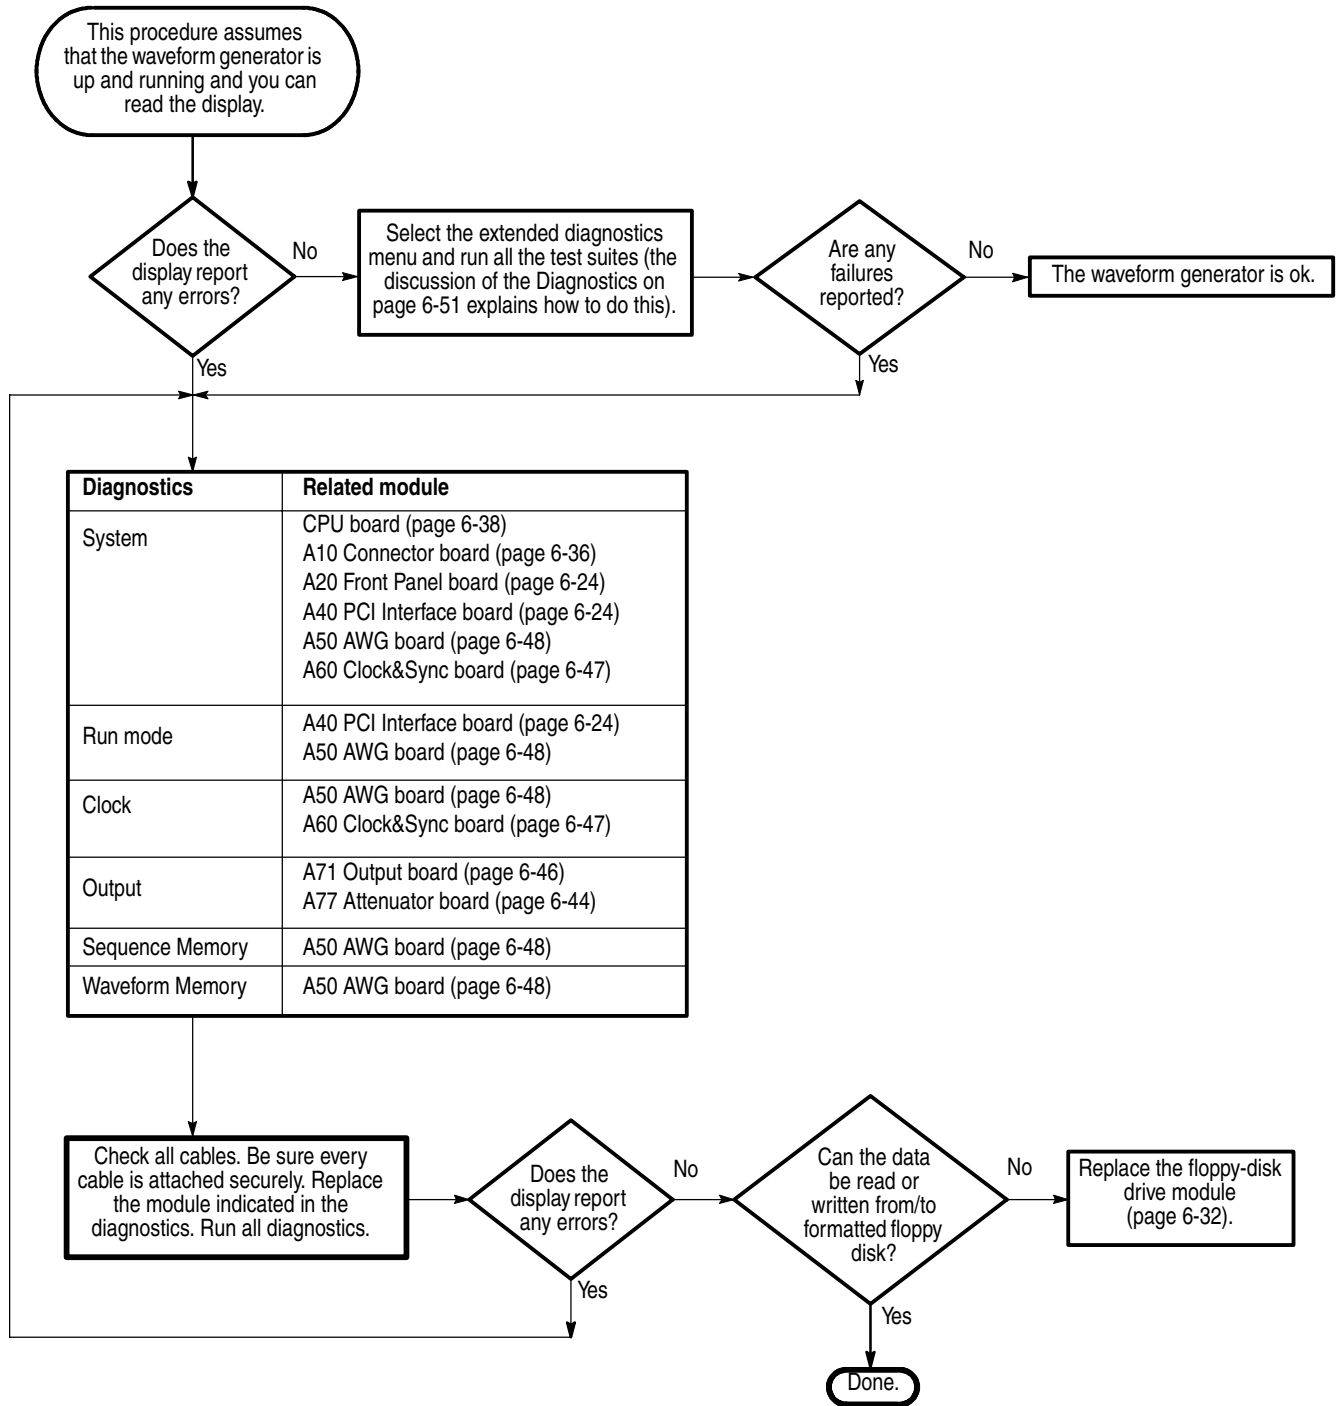 This procedure assumes
that the waveform generator is
up and running and you can
read the display.
Does the
display report
any errors?
No
Select the extended diagnostics
menu and run all the test suites (the
discussion of the Diagnostics on
page 6-51 explains how to do this).
Are any
failures
reported?
No
The waveform generator is ok.
Yes
Yes
Diagnostics Related module
System
CPU board (page 6-38)
A10 Connector board (page 6-36)
A20 Front Panel board (page 6-24)
A40 PCI Interface board (page 6-24)
A50 AWG board (page 6-48)
A60 Clock&Sync board (page 6-47)
Run mode
A40 PCI Interface board (page 6-24)
A50 AWG board (page 6-48)
Clock
A50 AWG board (page 6-48)
A60 Clock&Sync board (page 6-47)
Output
A71 Output board (page 6-46)
A77 Attenuator board (page 6-44)
Sequence Memory A50 AWG board (page 6-48)
Waveform Memory A50 AWG board (page 6-48)
Check all cables. Be sure every
cable is attached securely. Replace
the module indicated in the
diagnostics. Run all diagnostics.
Does the
display report
any errors?
No
Can the data
be read or
written from/to
formatted floppy
disk?
No
Replace the floppy-disk
drive module
(page 6-32).
Yes
Yes
Done.